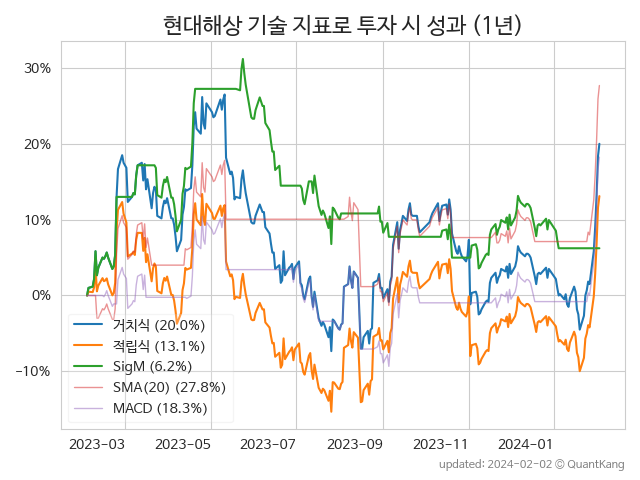 현대해상 기술 지표로 투자 시 성과 (1년)
30%
20%
10%
0%
−10%
거치식 (20.0%)
적립식 (13.1%)
SigM (6.2%)
SMA(20) (27.8%)
MACD (18.3%)
2023-03 2023-05 2023-07 2023-09 2023-11 2024-01
updated: 2024-02-02 © QuantKang